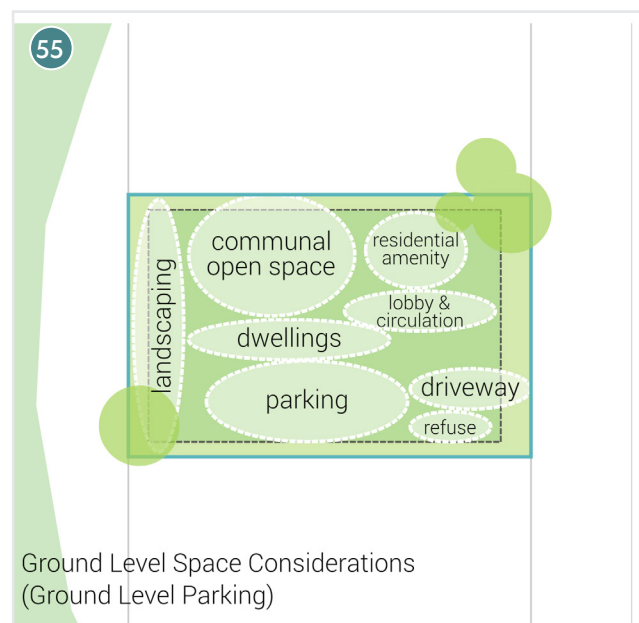 55
communal
open space
residential
amenity
landscaping
lobby &
circulation
dwellings
parking
driveway
refuse
Ground Level Space Considerations
(Ground Level Parking)